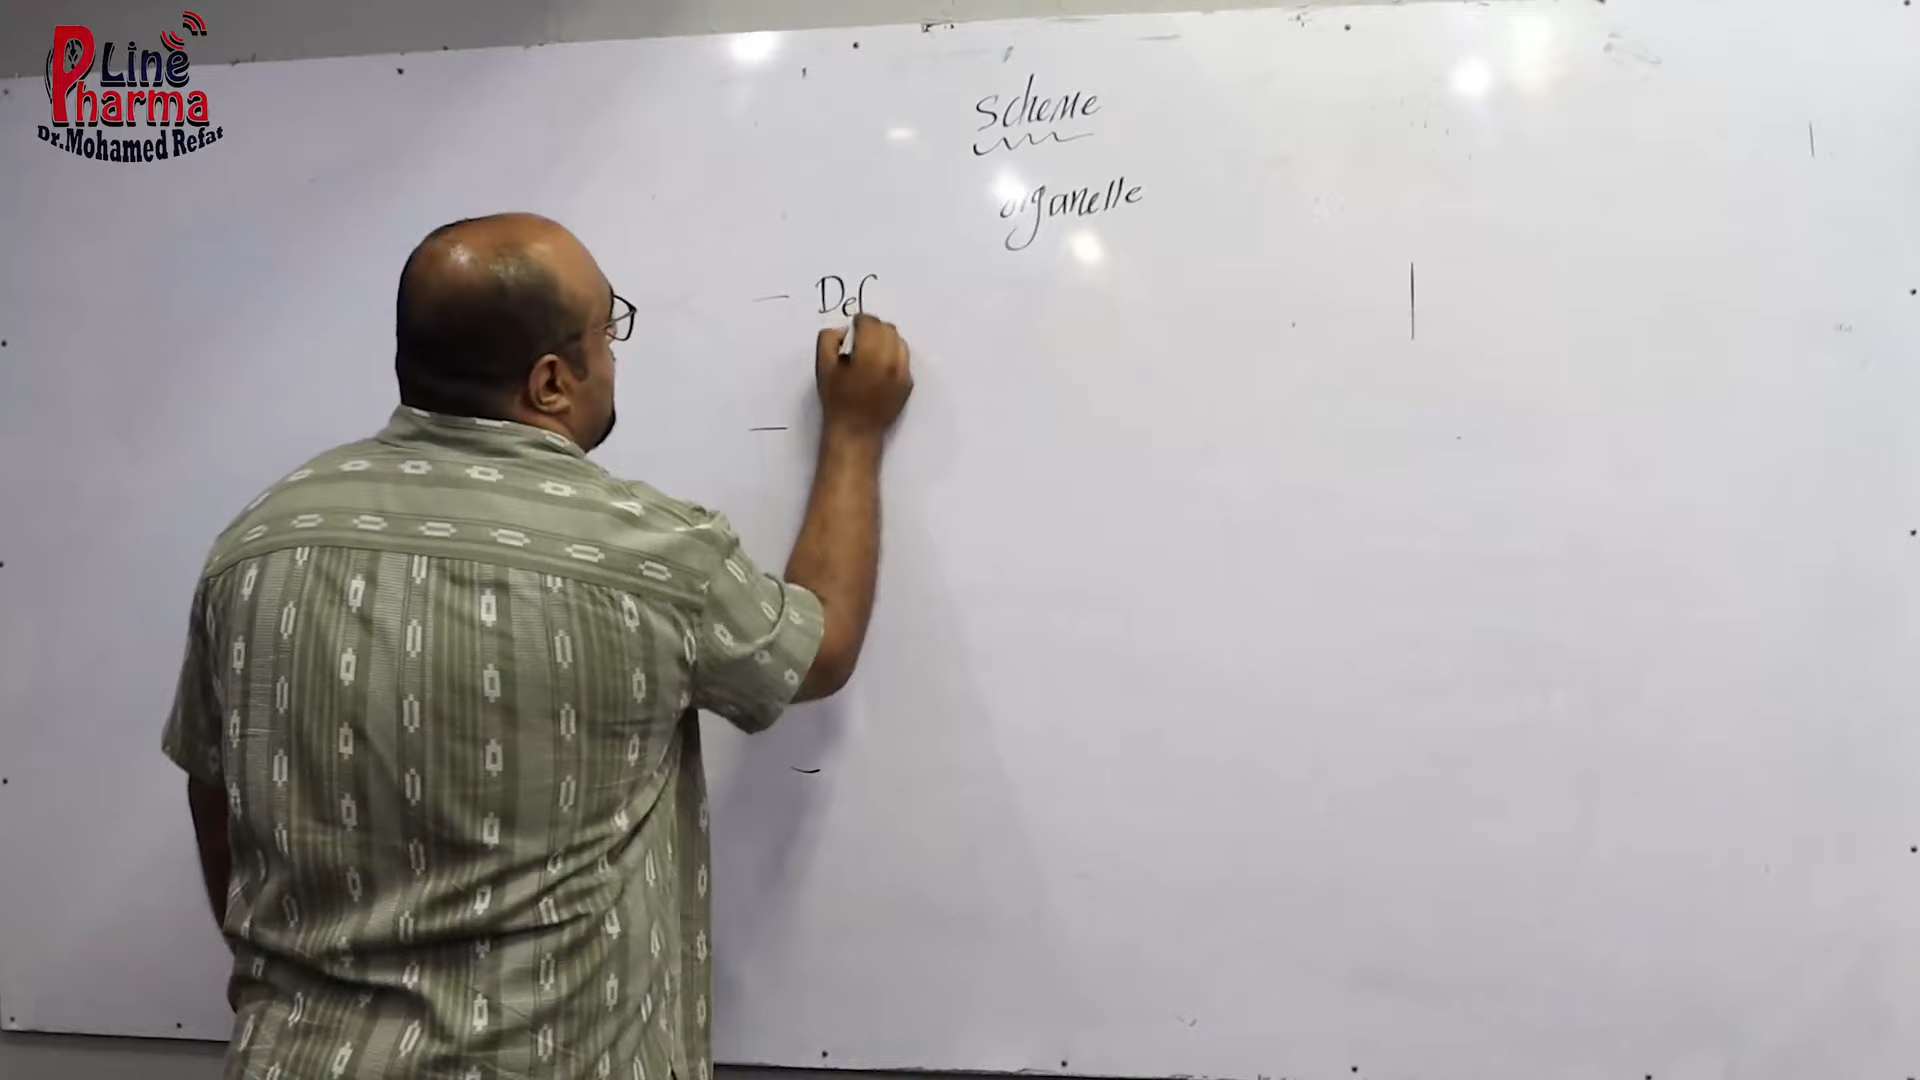 Line
Pharma
Dr.Mohamed Refat
Scheme
organelle
— Def